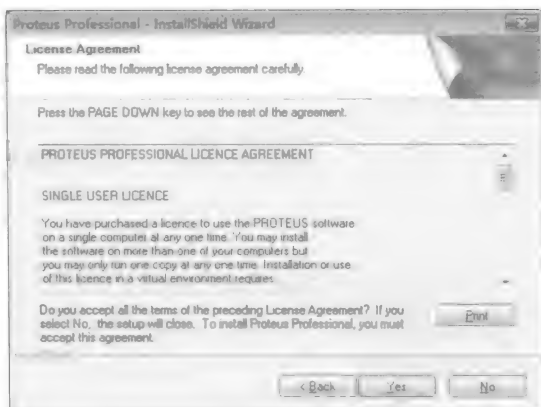 Proteus Professional - InstallShield Wizard
License Agreement
Please read the following license agreement carefully.
Press the PAGE DOWN key to see the rest of the agreement.
PROTEUS PROFESSIONAL LICENCE AGREEMENT
SINGLE USER LICENCE
You have purchased a licence to use the PROTEUS software
on a single computer at any one time. You may install
the software on more than one of your computers but
you may only run one copy at any one time. Installation or use
of this licence in a virtual environment requires
Do you accept all the terms of the preceding License Agreement? If you
select No, the setup will close. To install Proteus Professional, you must
accept this agreement.
Print
< Back
Yes
No